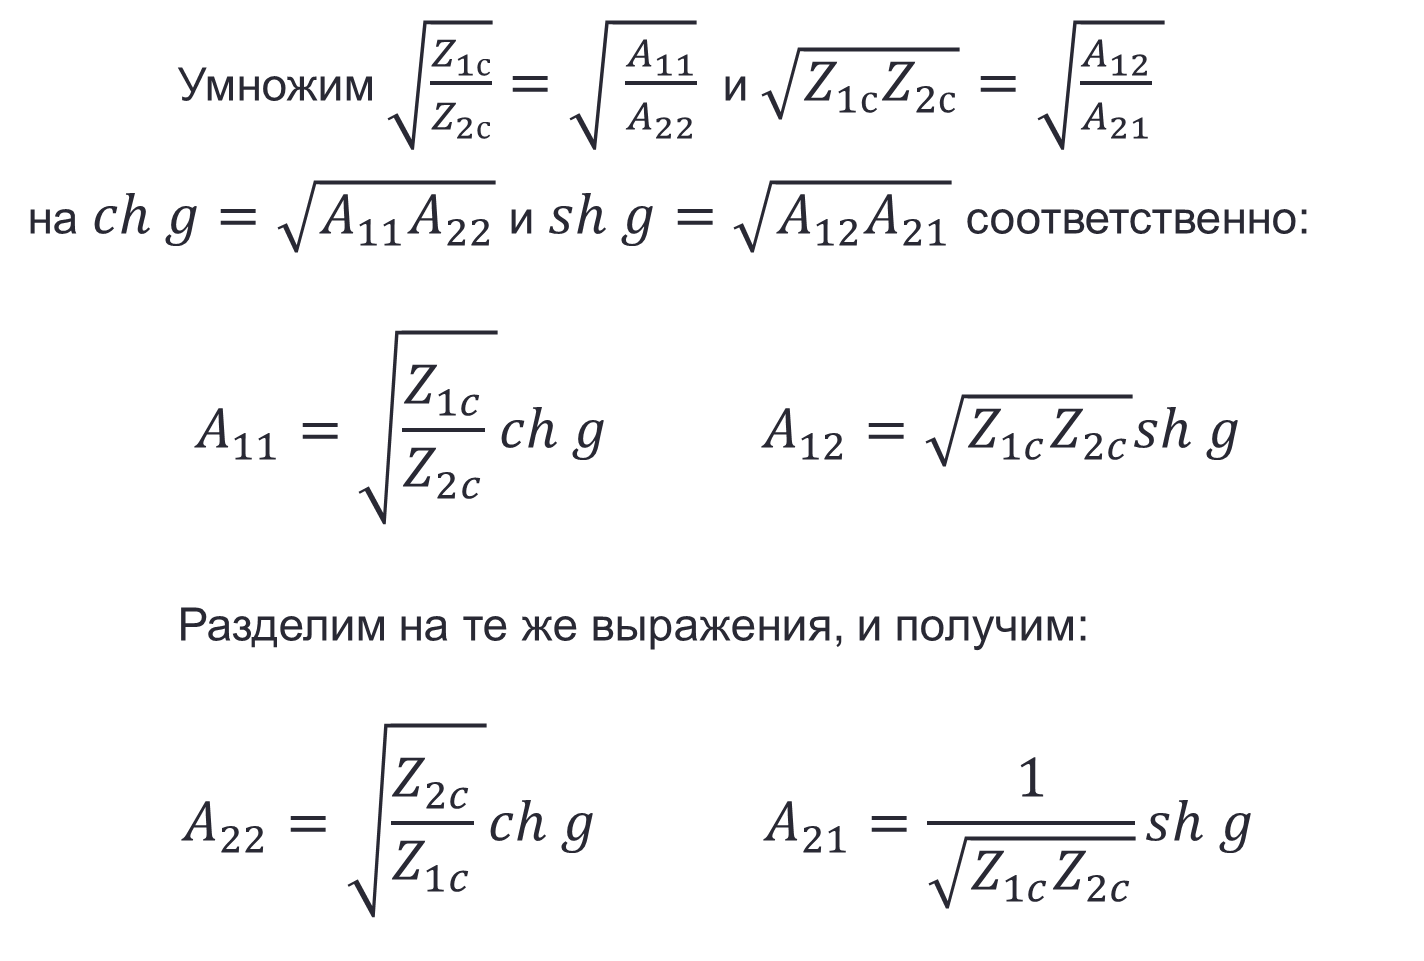 Умножим √(Z₁c/Z₂c) = √(A₁₁/A₂₂) и √(Z₁cZ₂c) = √(A₁₂/A₂₁)
на ch g = √(A₁₁A₂₂) и sh g = √(A₁₂A₂₁) соответственно:
A₁₁ = √(Z₁c/Z₂c) ch g A₁₂ = √(Z₁cZ₂c) sh g
Разделим на те же выражения, и получим:
A₂₂ = √(Z₂c/Z₁c) ch g A₂₁ = 1/√(Z₁cZ₂c) sh g